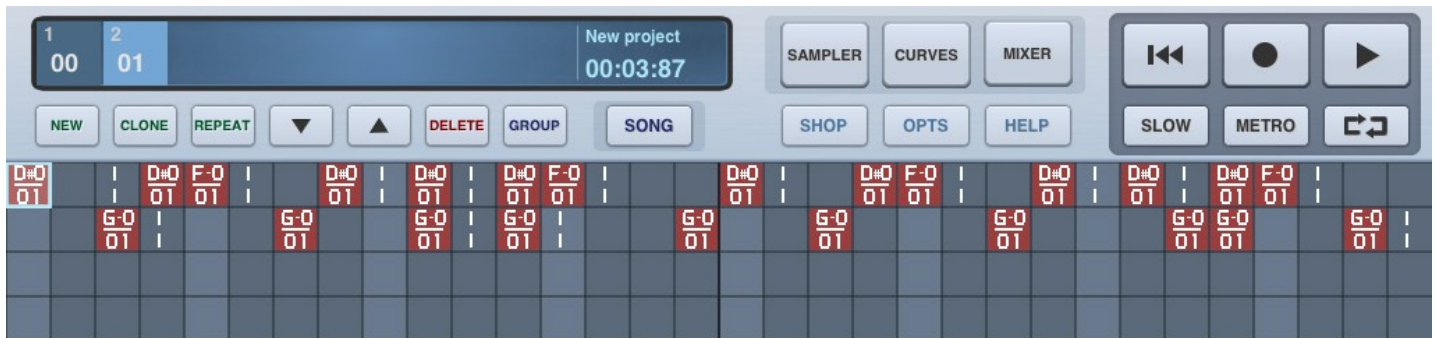 1 2 New project
00 01 00:03:87
SAMPLER CURVES MIXER
NEW CLONE REPEAT DELETE GROUP SONG SHOP OPTS HELP SLOW METRO
D#0 D#0 F-0 D#0 D#0 D#0 F-0 D#0 D#0 F-0 D#0 D#0 D#0 F-0
01 01 01 01 01 01 01 01 01 01 01 01 01 01
G-0 G-0 G-0 G-0 G-0 G-0 G-0 G-0 G-0 G-0
01 01 01 01 01 01 01 01 01 01